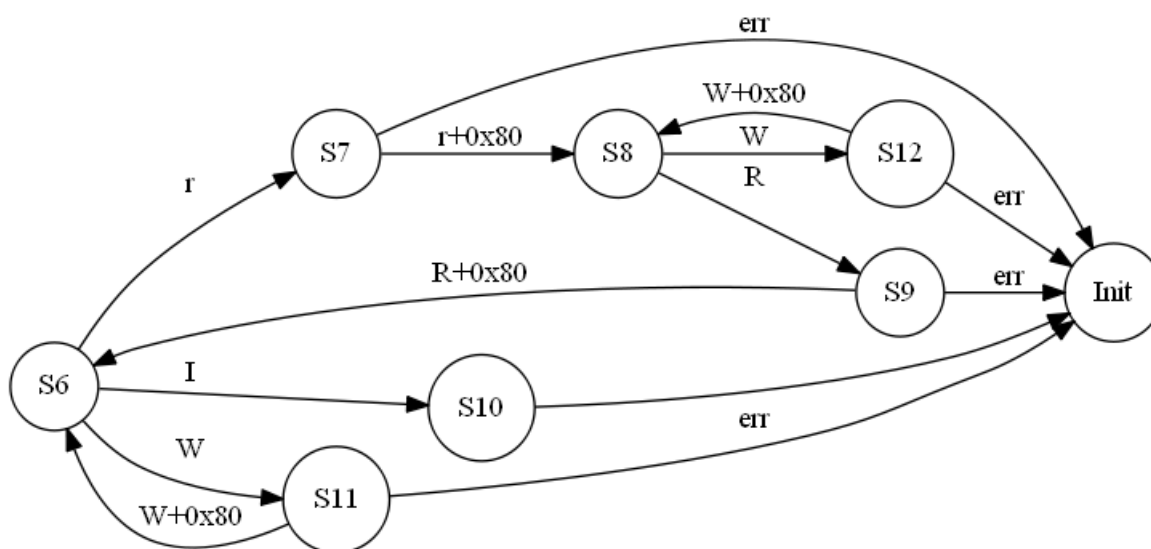 err
W+0x80
S7
r+0x80
S8
W
S12
r
R
err
R+0x80
S9
err
Init
S6
I
S10
err
W
S11
W+0x80